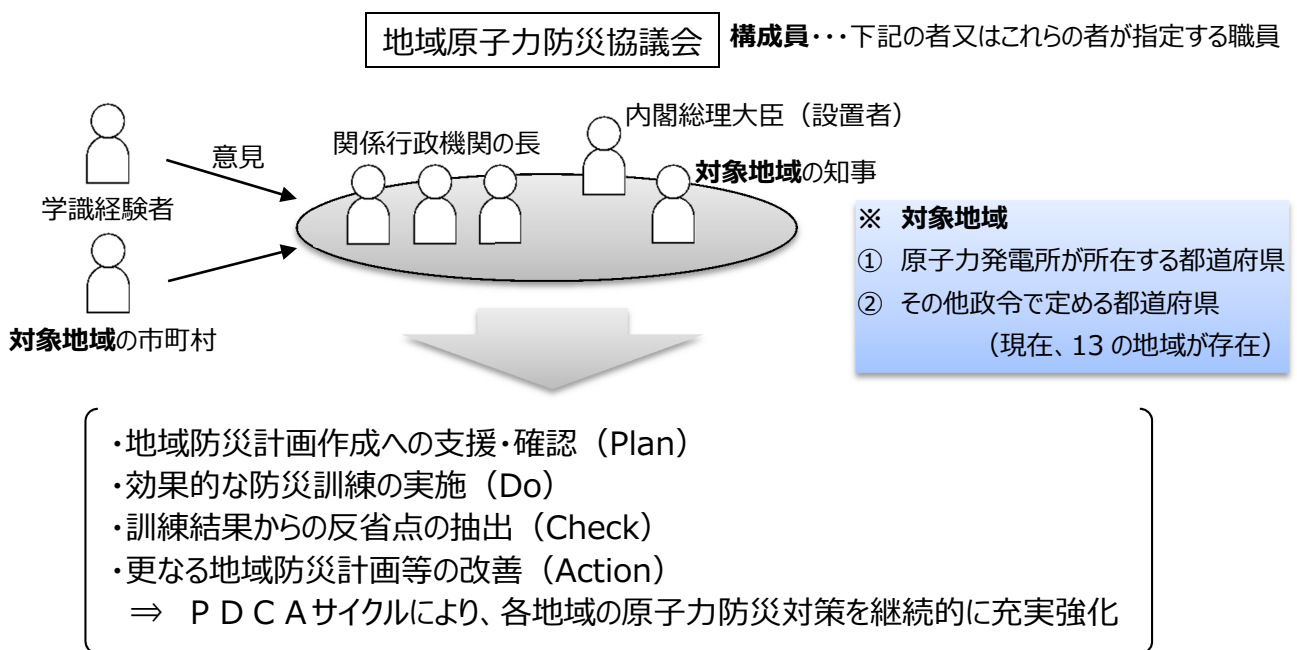 地域原子力防災協議会
構成員・・・下記の者又はこれらの者が指定する職員
内閣総理大臣（設置者）
関係行政機関の長
意見
対象地域の知事
学識経験者
対象地域の市町村
※ 対象地域
① 原子力発電所が所在する都道府県
② その他政令で定める都道府県
（現在、13 の地域が存在）
・地域防災計画作成への支援・確認（Plan）
・効果的な防災訓練の実施（Do）
・訓練結果からの反省点の抽出（Check）
・更なる地域防災計画等の改善（Action）
⇒ ＰＤＣＡサイクルにより、各地域の原子力防災対策を継続的に充実強化